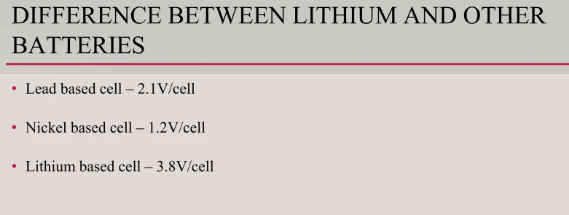 DIFFERENCE BETWEEN LITHIUM AND OTHER
BATTERIES
• Lead based cell – 2.1V/cell
• Nickel based cell – 1.2V/cell
• Lithium based cell – 3.8V/cell